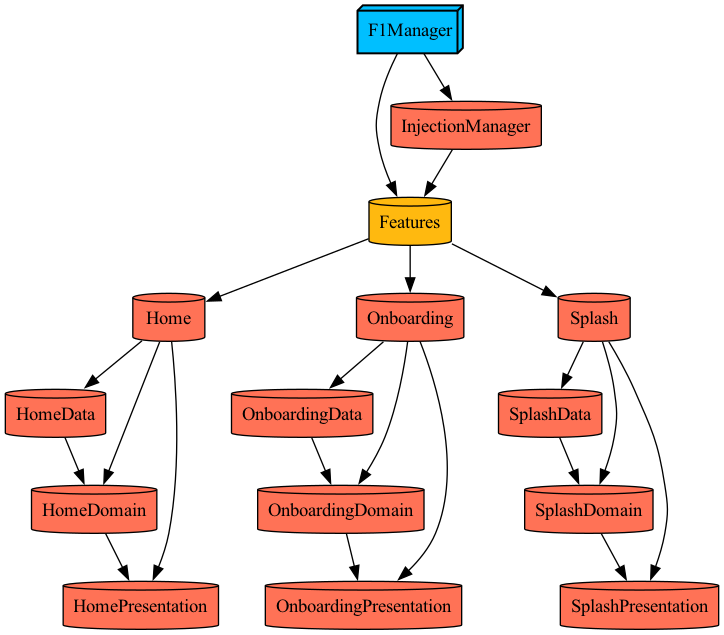 F1Manager
InjectionManager
Features
Home
Onboarding
Splash
HomeData
OnboardingData
SplashData
HomeDomain
OnboardingDomain
SplashDomain
HomePresentation
OnboardingPresentation
SplashPresentation